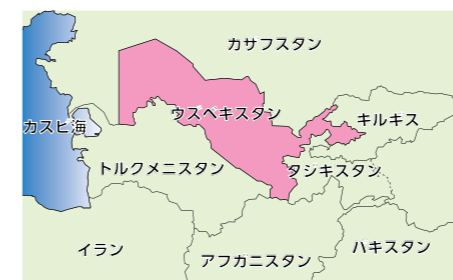 カザフスタン
ウズベキスタン
キルギス
カスピ海
トルクメニスタン
タジキスタン
イラン
アフガニスタン
パキスタン